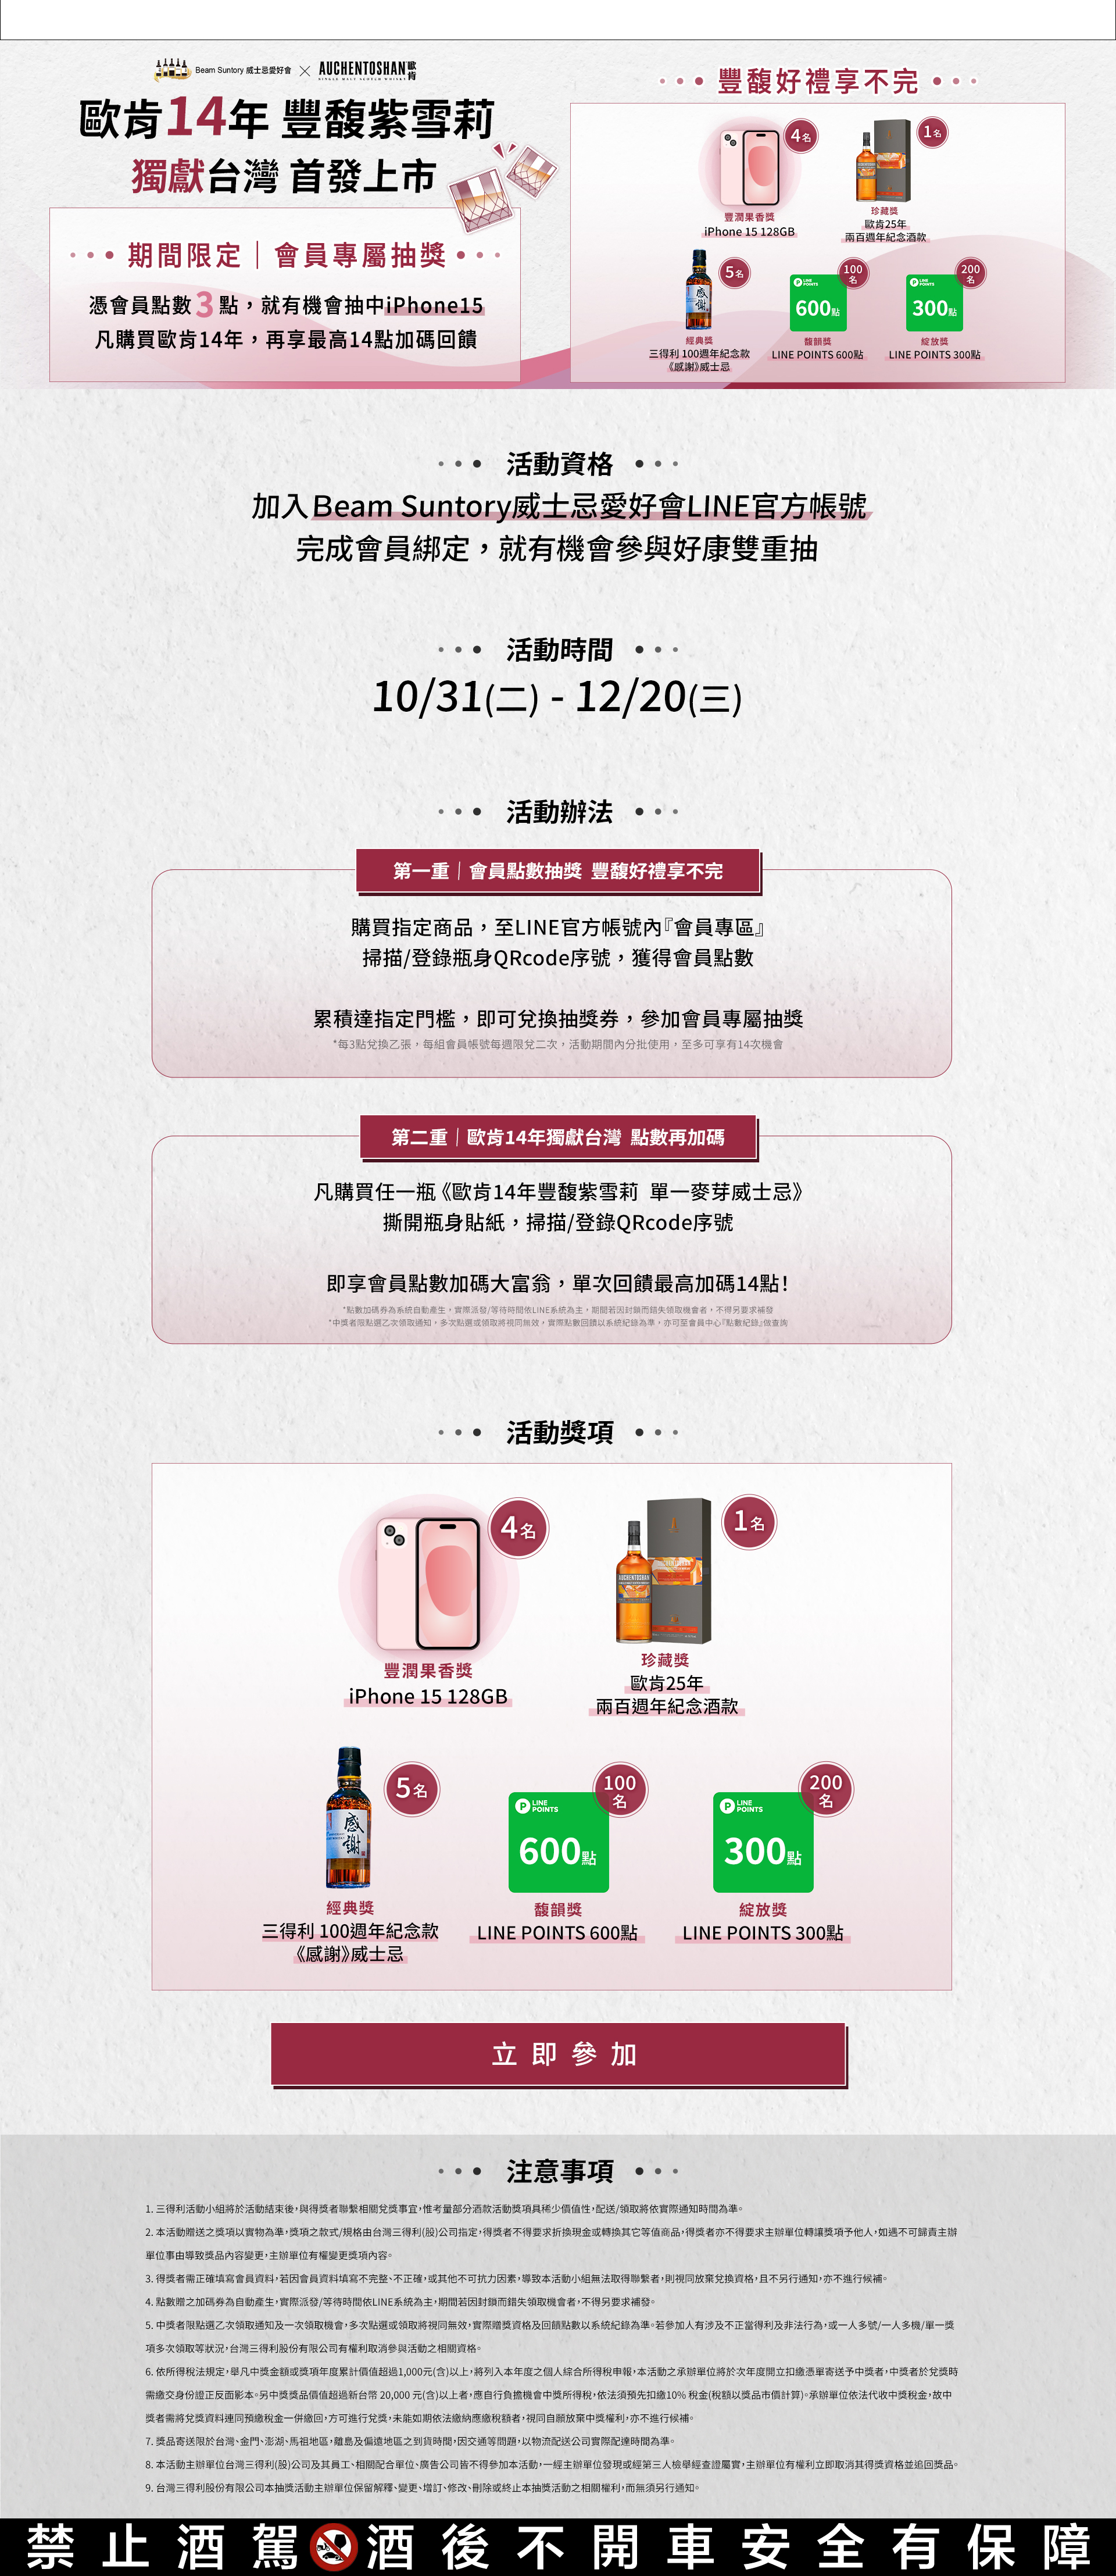 Beam Suntory 威士忌愛好會
AUCHENTOSHAN 歐肯
SINGLE MALT SCOTCH WHISKY
歐肯14年 豐馥紫雪莉
獨獻台灣 首發上市
期間限定｜會員專屬抽獎
憑會員點數3點，就有機會抽中iPhone15
凡購買歐肯14年，再享最高14點加碼回饋
豐馥好禮享不完
4名
1名
豐潤果香獎
iPhone 15 128GB
珍藏獎
歐肯25年
兩百週年紀念酒款
感謝
5名
LINE POINTS
600點
100名
LINE POINTS
300點
200名
經典獎
三得利 100週年紀念款
《感謝》威士忌
馥韻獎
LINE POINTS 600點
綻放獎
LINE POINTS 300點
活動資格
加入Beam Suntory威士忌愛好會LINE官方帳號
完成會員綁定，就有機會參與好康雙重抽
活動時間
10/31(二) - 12/20(三)
活動辦法
第一重｜會員點數抽獎 豐馥好禮享不完
購買指定商品，至LINE官方帳號內『會員專區』
掃描/登錄瓶身QRcode序號，獲得會員點數
累積達指定門檻，即可兌換抽獎券，參加會員專屬抽獎
*每3點兌換乙張，每組會員帳號每週限兌二次，活動期間內分批使用，至多可享有14次機會
第二重｜歐肯14年獨獻台灣 點數再加碼
凡購買任一瓶《歐肯14年豐馥紫雪莉 單一麥芽威士忌》
撕開瓶身貼紙，掃描/登錄QRcode序號
即享會員點數加碼大富翁，單次回饋最高加碼14點！
*點數加碼券為系統自動產生，實際派發/等待時間依LINE系統為主，期間若因封鎖而錯失領取機會者，不得另要求補發
*中獎者限點選乙次領取通知，多次點選或領取將視同無效，實際點數回饋以系統紀錄為準，亦可至會員中心『點數紀錄』做查詢
活動獎項
4名
1名
AUCHENTOSHAN
AUCHENTOSHAN
豐潤果香獎
iPhone 15 128GB
珍藏獎
歐肯25年
兩百週年紀念酒款
感謝
5名
LINE POINTS
600點
100名
LINE POINTS
300點
200名
經典獎
三得利 100週年紀念款
《感謝》威士忌
馥韻獎
LINE POINTS 600點
綻放獎
LINE POINTS 300點
立即參加
注意事項
1. 三得利活動小組將於活動結束後，與得獎者聯繫相關兌獎事宜，惟考量部分酒款活動獎項具稀少價值性，配送/領取將依實際通知時間為準。
2. 本活動贈送之獎項以實物為準，獎項之款式/規格由台灣三得利(股)公司指定，得獎者不得要求折換現金或轉換其它等值商品，得獎者亦不得要求主辦單位轉讓獎項予他人，如遇不可歸責主辦
單位事由導致獎品內容變更，主辦單位有權變更獎項內容。
3. 得獎者需正確填寫會員資料，若因會員資料填寫不完整、不正確，或其他不可抗力因素，導致本活動小組無法取得聯繫者，則視同放棄兌換資格，且不另行通知，亦不進行候補。
4. 點數贈之加碼券為自動產生，實際派發/等待時間依LINE系統為主，期間若因封鎖而錯失領取機會者，不得另要求補發。
5. 中獎者限點選乙次領取通知及一次領取機會，多次點選或領取將視同無效，實際贈獎資格及回饋點數以系統紀錄為準。若參加人有涉及不正當得利及非法行為，或一人多號/一人多機/單一獎
項多次領取等狀況，台灣三得利股份有限公司有權利取消參與活動之相關資格。
6. 依所得稅法規定，舉凡中獎金額或獎項年度累計價值超過1,000元(含)以上，將列入本年度之個人綜合所得稅申報，本活動之承辦單位將於次年度開立扣繳憑單寄送予中獎者，中獎者於兌獎時
需繳交身份證正反面影本。另中獎獎品價值超過新台幣 20,000 元(含)以上者，應自行負擔機會中獎所得稅，依法須預先扣繳10% 稅金(稅額以獎品市價計算)。承辦單位依法代收中獎稅金，故中
獎者需將兌獎資料連同預繳稅金一併繳回，方可進行兌獎，未能如期依法繳納應繳稅額者，視同自願放棄中獎權利，亦不進行候補。
7. 獎品寄送限於台灣、金門、澎湖、馬祖地區，離島及偏遠地區之到貨時間，因交通等問題，以物流配送公司實際配達時間為準。
8. 本活動主辦單位台灣三得利(股)公司及其員工、相關配合單位、廣告公司皆不得參加本活動，一經主辦單位發現或經第三人檢舉經查證屬實，主辦單位有權利立即取消其得獎資格並追回獎品。
9. 台灣三得利股份有限公司本抽獎活動主辦單位保留解釋、變更、增訂、修改、刪除或終止本抽獎活動之相關權利，而無須另行通知。
禁止酒駕 酒後不開車安全有保障